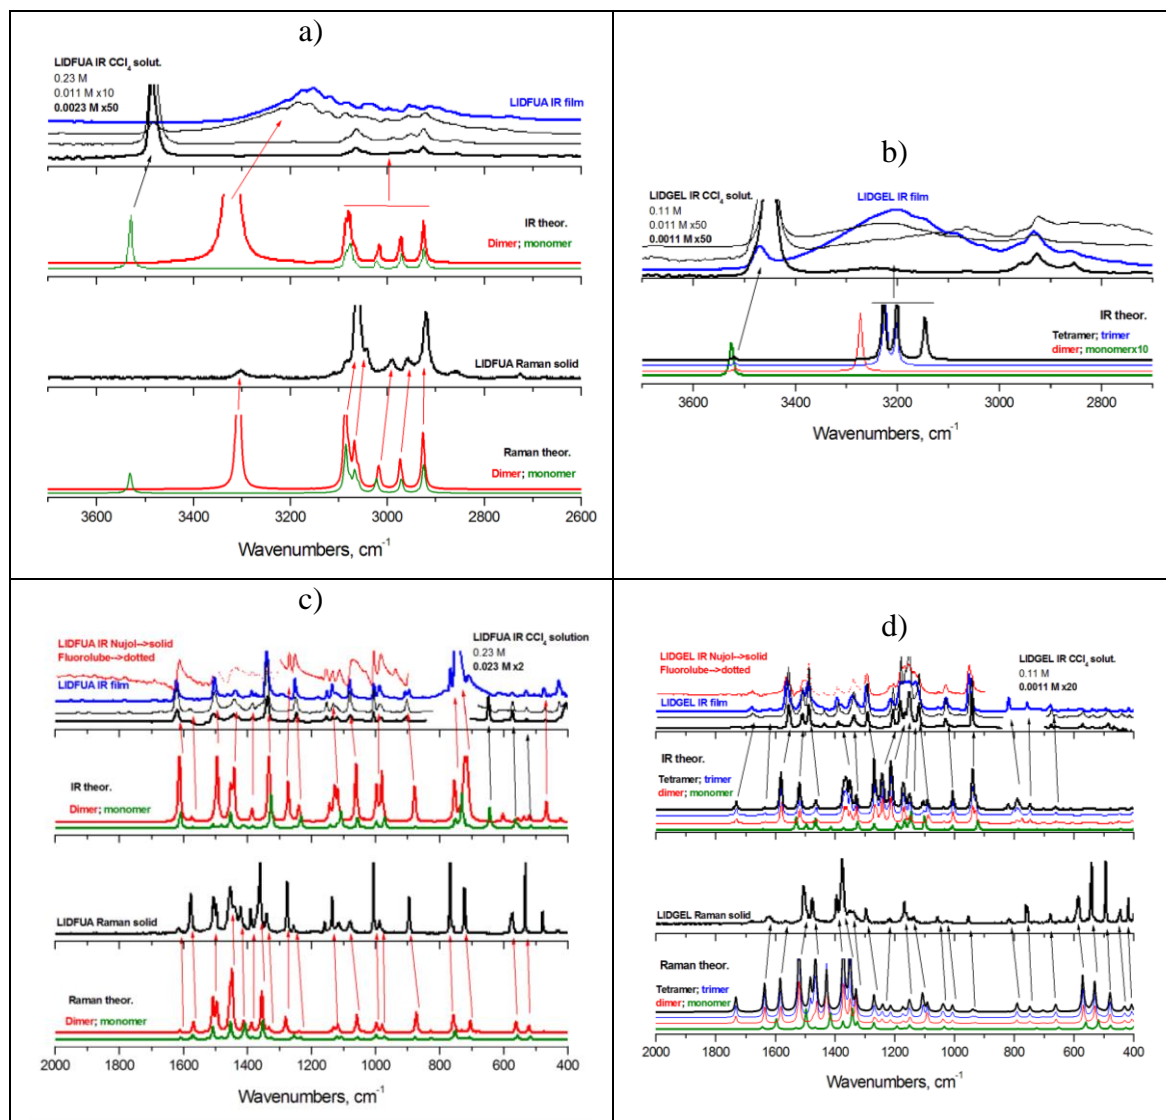 a)
LIDFUA IR CCl4 solut.
0.23 M
0.011 M x10
0.0023 M x50
LIDFUA IR film
IR theor.
Dimer; monomer
LIDFUA Raman solid
Raman theor.
Dimer; monomer
3600 3400 3200 3000 2800 2600
Wavenumbers, cm-1
b)
LIDGEL IR CCl4 solut.
0.11 M
0.011 M x50
0.0011 M x50
LIDGEL IR film
IR theor.
Tetramer; trimer
dimer; monomerx10
3600 3400 3200 3000 2800
Wavenumbers, cm-1
c)
LIDFUA IR Nujol-->solid
Fluorolube-->dotted
LIDFUA IR film
LIDFUA IR CCl4 solution
0.23 M
0.023 M x2
IR theor.
Dimer; monomer
LIDFUA Raman solid
Raman theor.
Dimer; monomer
2000 1800 1600 1400 1200 1000 800 600 400
Wavenumbers, cm-1
d)
LIDGEL IR Nujol-->solid
Fluorolube-->dotted
LIDGEL IR film
LIDGEL IR CCl4 solut.
0.11 M
0.0011 M x20
IR theor.
Tetramer; trimer
dimer; monomer
LIDGEL Raman solid
Raman theor.
Tetramer; trimer
dimer; monomer
2000 1800 1600 1400 1200 1000 800 600 400
Wavenumbers, cm-1